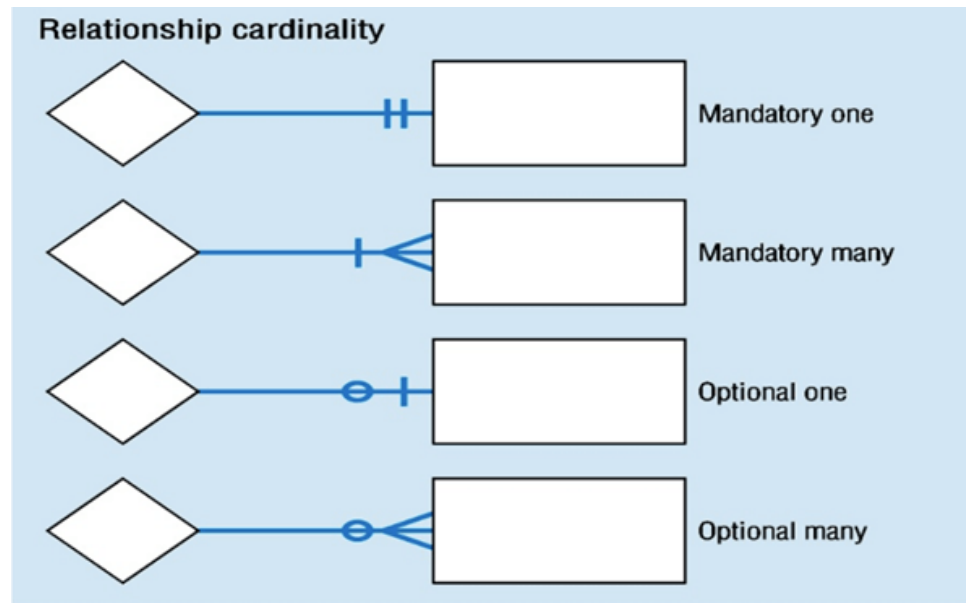 Relationship cardinality
Mandatory one
Mandatory many
Optional one
Optional many